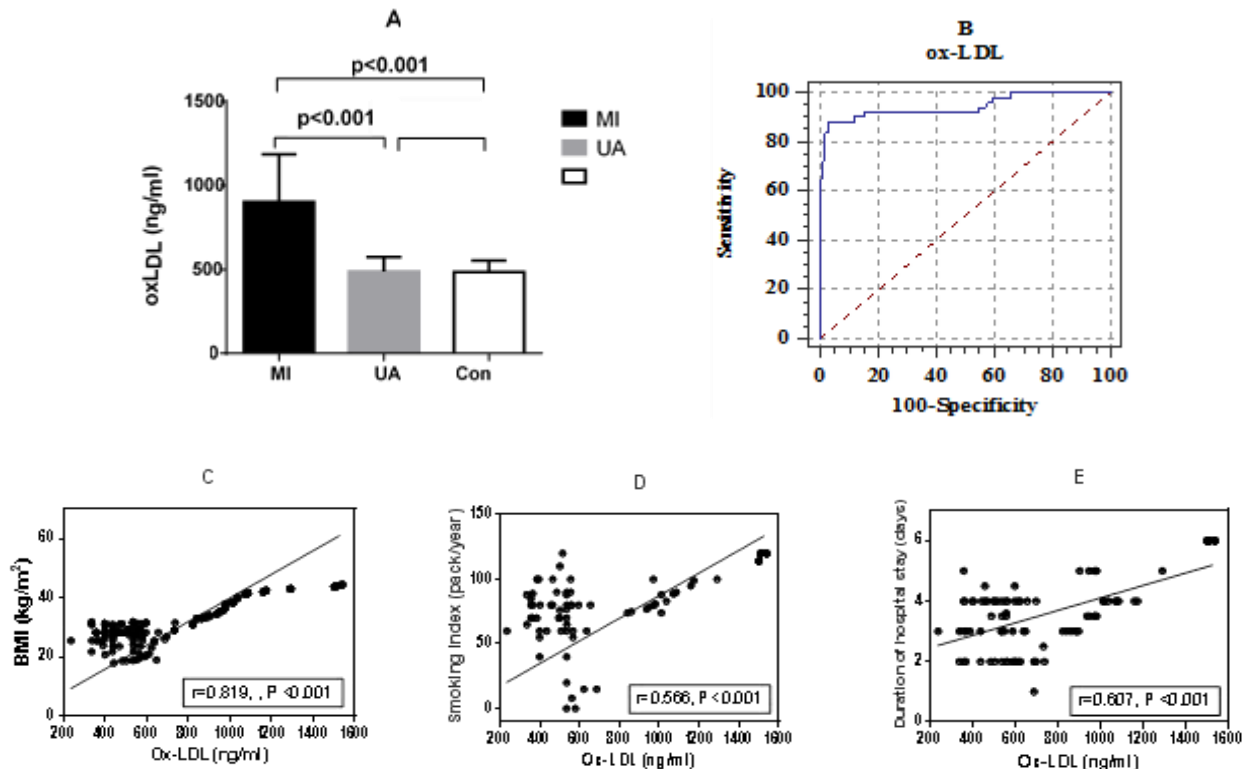 A
p<0.001
p<0.001
1500
1000
500
0
oxLDL (ng/ml)
MI
UA
Con
MI
UA
B
ox-LDL
100
80
60
40
20
0
Sensitivity
0 20 40 60 80 100
100-Specificity
C
60
40
20
0
BMI (kg/m²)
r=0.819, , P <0.001
200 400 600 800 1000 1200 1400 1600
Ox-LDL (ng/ml)
D
150
100
50
0
Smoking Index (pack/year)
r=0.566, P <0.001
200 400 600 800 1000 1200 1400 1600
Ox-LDL (ng/ml)
E
6
4
2
0
Duration of hospital stay (days)
r=0.607, P <0.001
200 400 600 800 1000 1200 1400 1600
Ox-LDL (ng/ml)